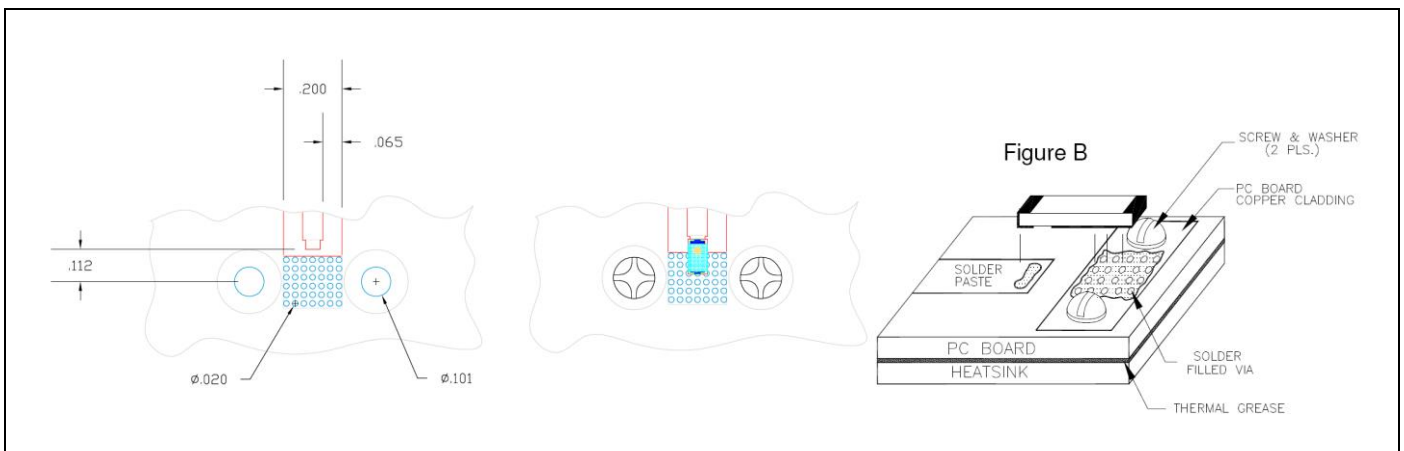 .200
.065
.112
Ø.020
Ø.101
Figure B
SCREW & WASHER
(2 PLS.)
PC BOARD
COPPER CLADDING
SOLDER
PASTE
PC BOARD
HEATSINK
SOLDER
FILLED VIA
THERMAL GREASE